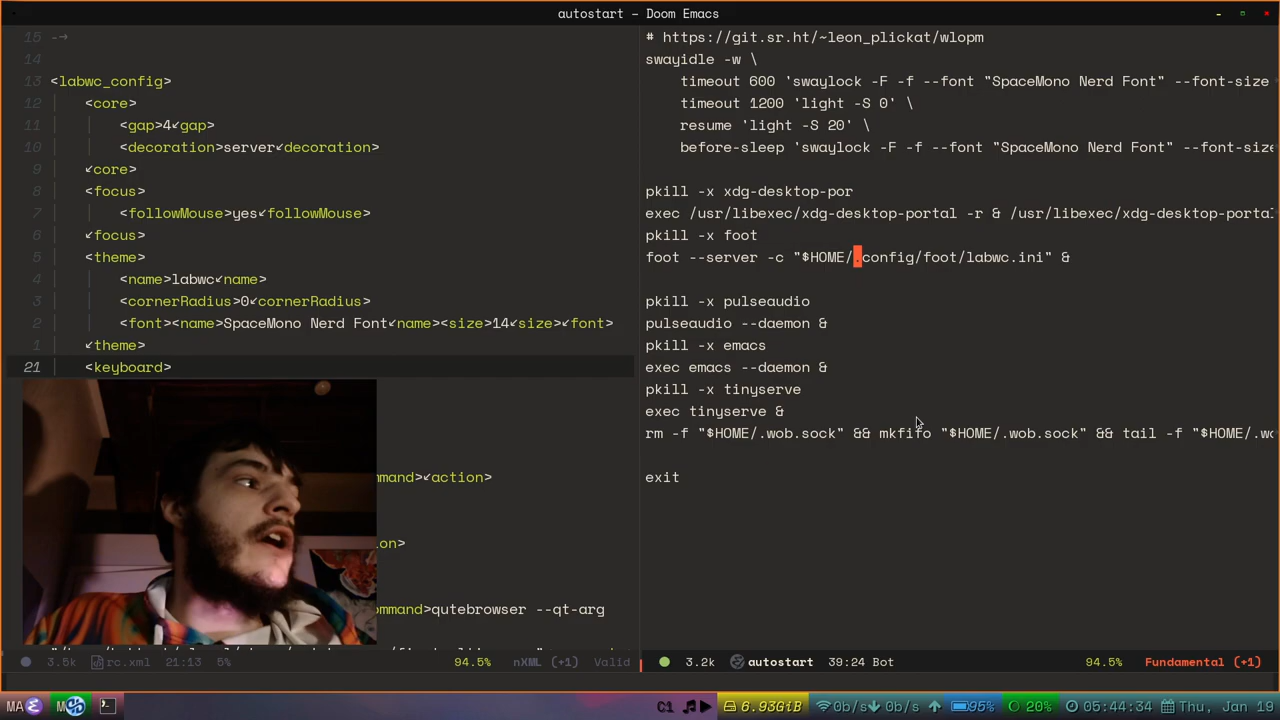 autostart – Doom Emacs
15 -→
14
13 <labwc_config>
12 <core>
11 <gap>4↙gap>
10 <decoration>server↙decoration>
9 ↙core>
8 <focus>
7 <followMouse>yes↙followMouse>
6 ↙focus>
5 <theme>
4 <name>labwc↙name>
3 <cornerRadius>0↙cornerRadius>
2 <font><name>SpaceMono Nerd Font↙name><size>14↙size>↙font>
1 ↙theme>
21 <keyboard>
mmand>↙action>
ion>
ommand>qutebrowser --qt-arg
3.5k rc.xml 21:13 5% 94.5% nXML (+1) Valid
# https://git.sr.ht/~leon_plickat/wlopm
swayidle -w \
timeout 600 'swaylock -F -f --font "SpaceMono Nerd Font" --font-size
timeout 1200 'light -S 0' \
resume 'light -S 20' \
before-sleep 'swaylock -F -f --font "SpaceMono Nerd Font" --font-size
pkill -x xdg-desktop-por
exec /usr/libexec/xdg-desktop-portal -r & /usr/libexec/xdg-desktop-portal
pkill -x foot
foot --server -c "$HOME/.config/foot/labwc.ini" &
pkill -x pulseaudio
pulseaudio --daemon &
pkill -x emacs
exec emacs --daemon &
pkill -x tinyserve
exec tinyserve &
rm -f "$HOME/.wob.sock" && mkfifo "$HOME/.wob.sock" && tail -f "$HOME/.wo
exit
3.2k autostart 39:24 Bot 94.5% Fundamental (+1)
MA M C1 6.93GiB 0b/s 0b/s 95% 20% 05:44:34 Thu, Jan 19